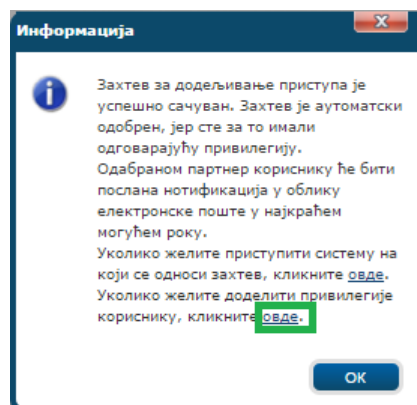 Информација
Захтев за додељивање приступа је
успешно сачуван. Захтев је аутоматски
одобрен, јер сте за то имали
одговарајућу привилегију.
Одабраном партнер кориснику ће бити
послана нотификација у облику
електронске поште у најкраћем
могућем року.
Уколико желите приступити систему на
који се односи захтев, кликните овде.
Уколико желите доделити привилегије
кориснику, кликните овде.
ОК